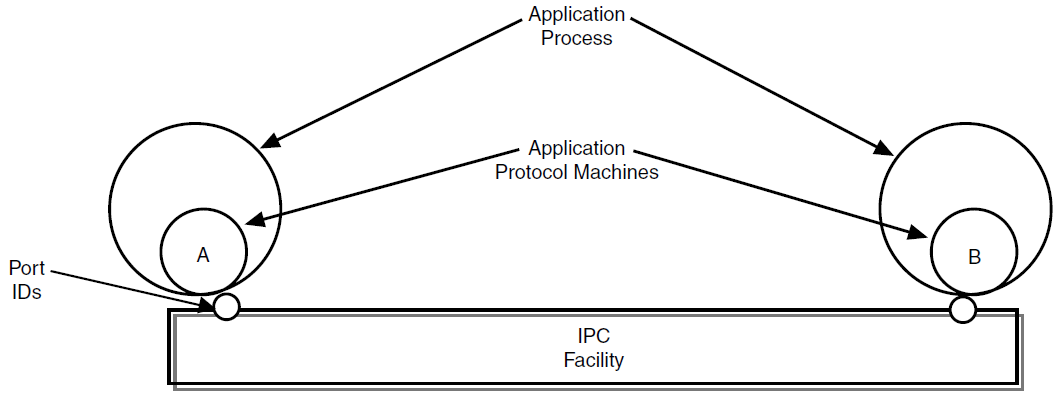 Application
Process
Application
Protocol Machines
A
B
Port
IDs
IPC
Facility